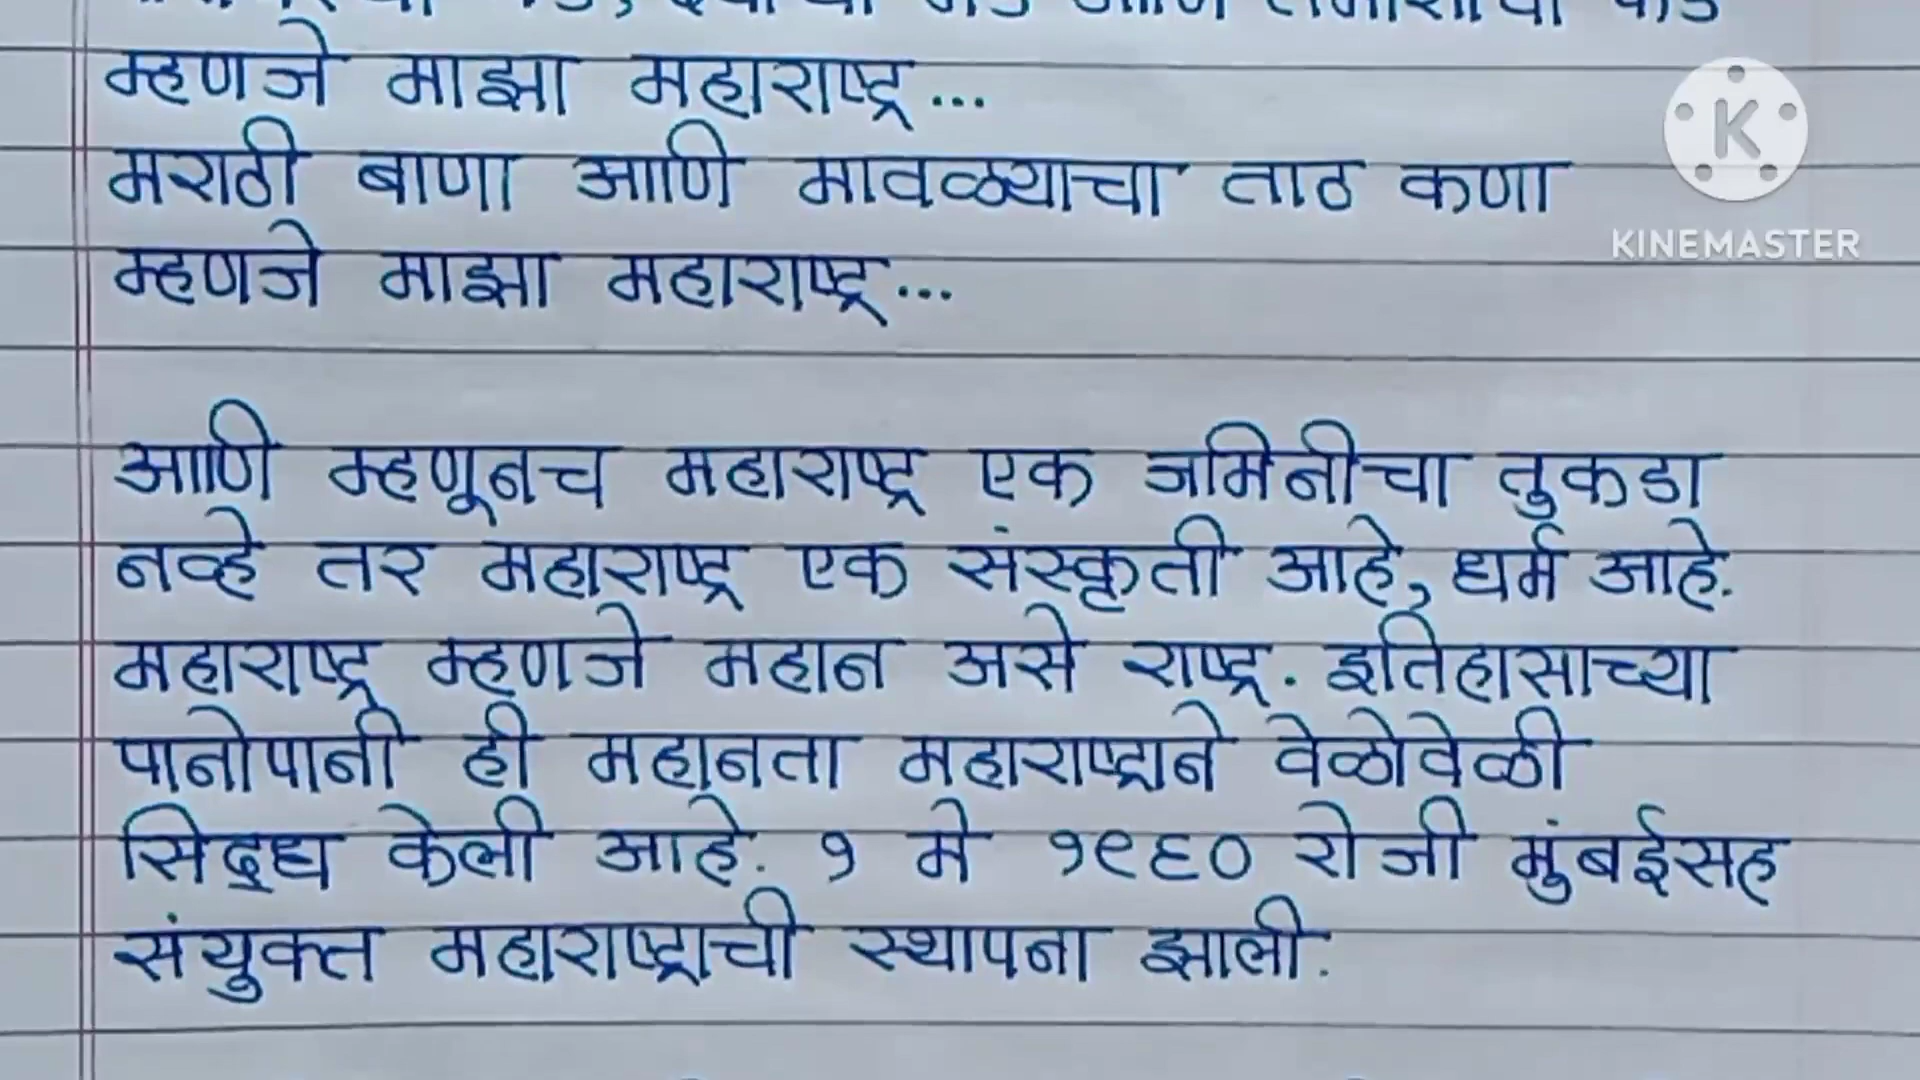 म्हणजे माझा महाराष्ट्र...
मराठी बाणा आणि मावळ्याचा ताठ कणा
म्हणजे माझा महाराष्ट्र...
आणि म्हणूनच महाराष्ट्र एक जमिनीचा तुकडा
नव्हे तर महाराष्ट्र एक संस्कृती आहे, धर्म आहे.
महाराष्ट्र म्हणजे महान असे राष्ट्र. इतिहासाच्या
पानोपानी ही महानता महाराष्ट्राने वेळोवेळी
सिद्ध केली आहे. १ मे १९६० रोजी मुंबईसह
संयुक्त महाराष्ट्राची स्थापना झाली.
K
KINEMASTER